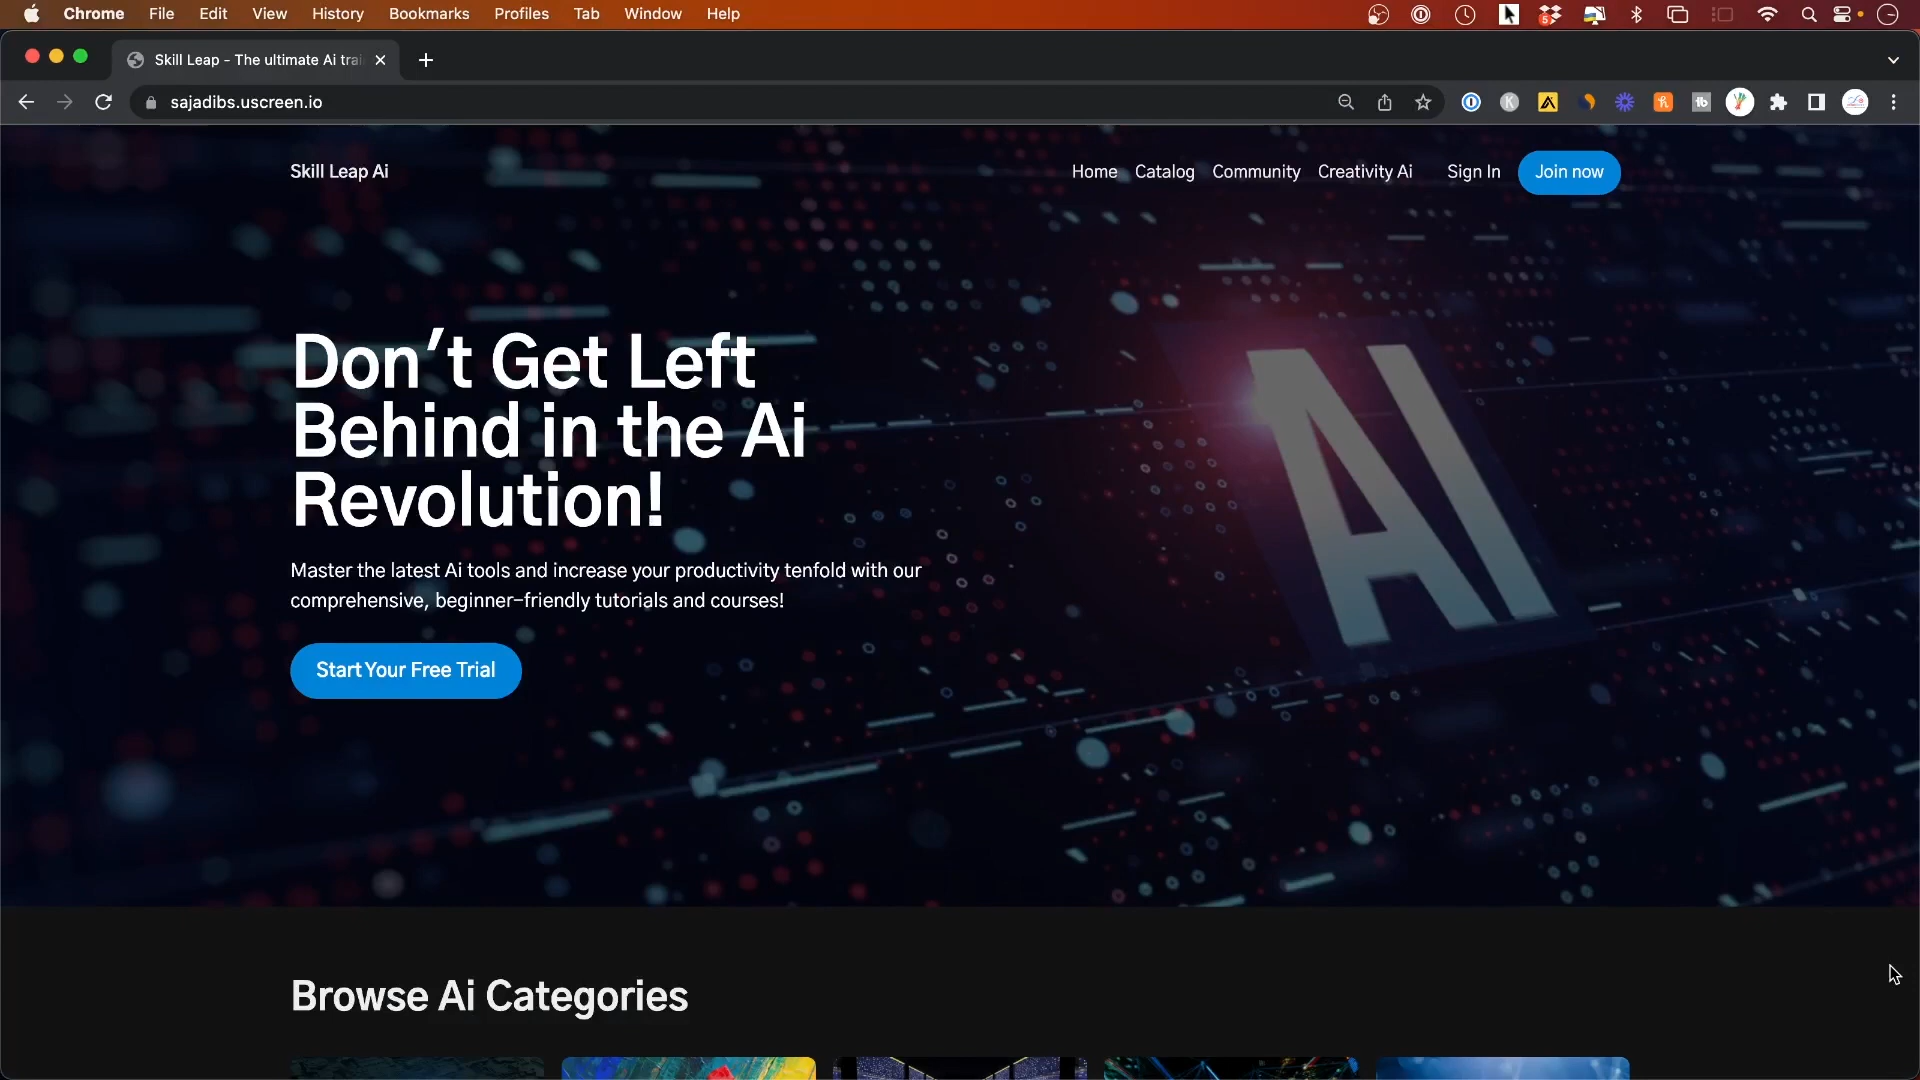 Chrome File Edit View History Bookmarks Profiles Tab Window Help
5
Skill Leap - The ultimate Ai trai
sajadibs.uscreen.io
K
tb
Skill Leap Ai
Home Catalog Community Creativity Ai Sign In Join now
Don't Get Left
Behind in the Ai
Revolution!
Master the latest Ai tools and increase your productivity tenfold with our
comprehensive, beginner-friendly tutorials and courses!
Start Your Free Trial
AI
Browse Ai Categories